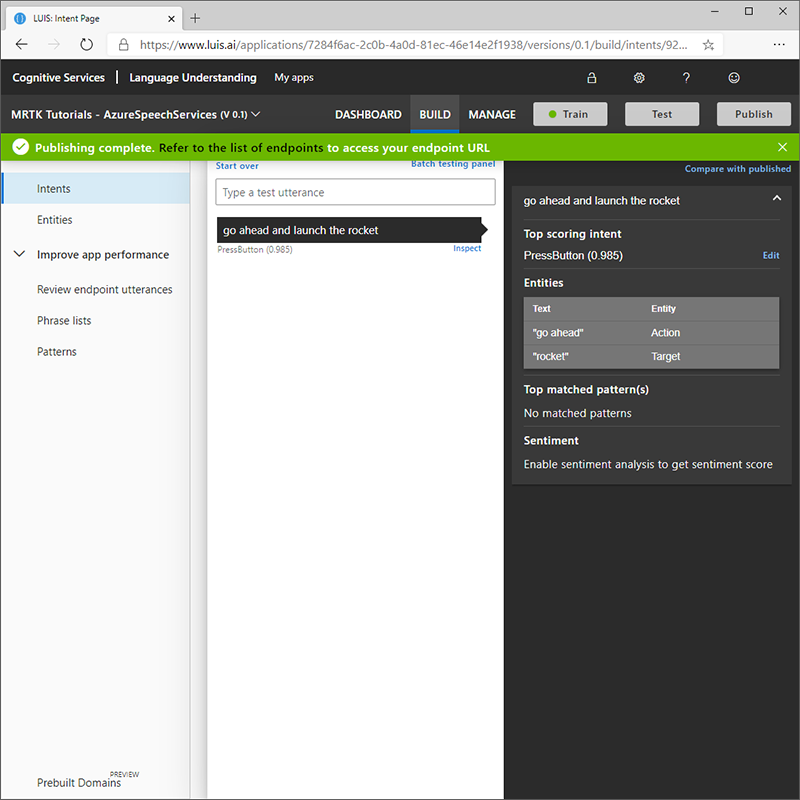 LUIS: Intent Page
https://www.luis.ai/applications/7284f6ac-2c0b-4a0d-81ec-46e14e2f1938/versions/0.1/build/intents/92...
Cognitive Services | Language Understanding My apps
MRTK Tutorials - AzureSpeechServices (V 0.1) DASHBOARD BUILD MANAGE Train Test Publish
Publishing complete. Refer to the list of endpoints to access your endpoint URL
Intents
Entities
Improve app performance
Review endpoint utterances
Phrase lists
Patterns
PREVIEW
Prebuilt Domains
Start over Batch testing panel
Type a test utterance
go ahead and launch the rocket
PressButton (0.985) Inspect
Compare with published
go ahead and launch the rocket
Top scoring intent
PressButton (0.985) Edit
Entities
Text Entity
"go ahead" Action
"rocket" Target
Top matched pattern(s)
No matched patterns
Sentiment
Enable sentiment analysis to get sentiment score